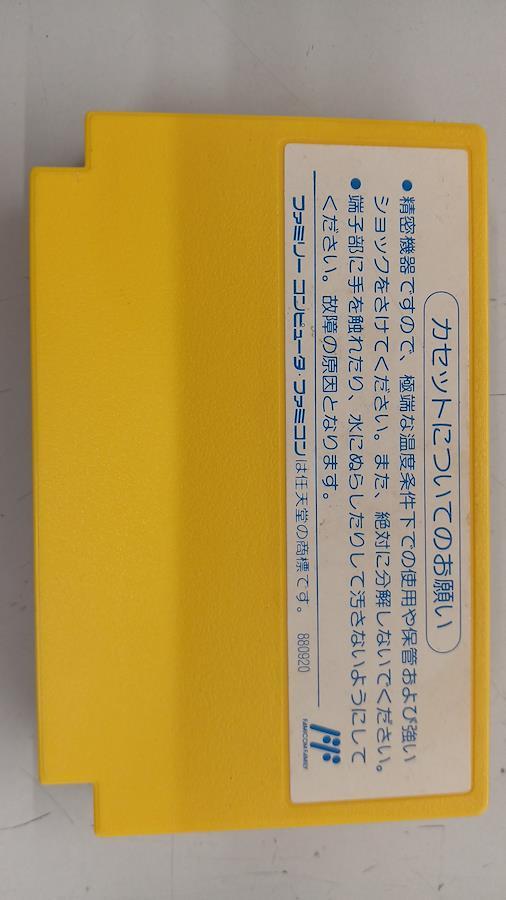 カセットについてのお願い
●精密機器ですので、極端な温度条件下での使用や保管および強い
ショックをさけてください。また、絶対に分解しないでください。
●端子部に手を触れたり、水にぬらしたりして汚さないようにして
ください。故障の原因となります。
ファミリー コンピュータ・ファミコンは任天堂の商標です。 880920
FAMICOM FAMILY